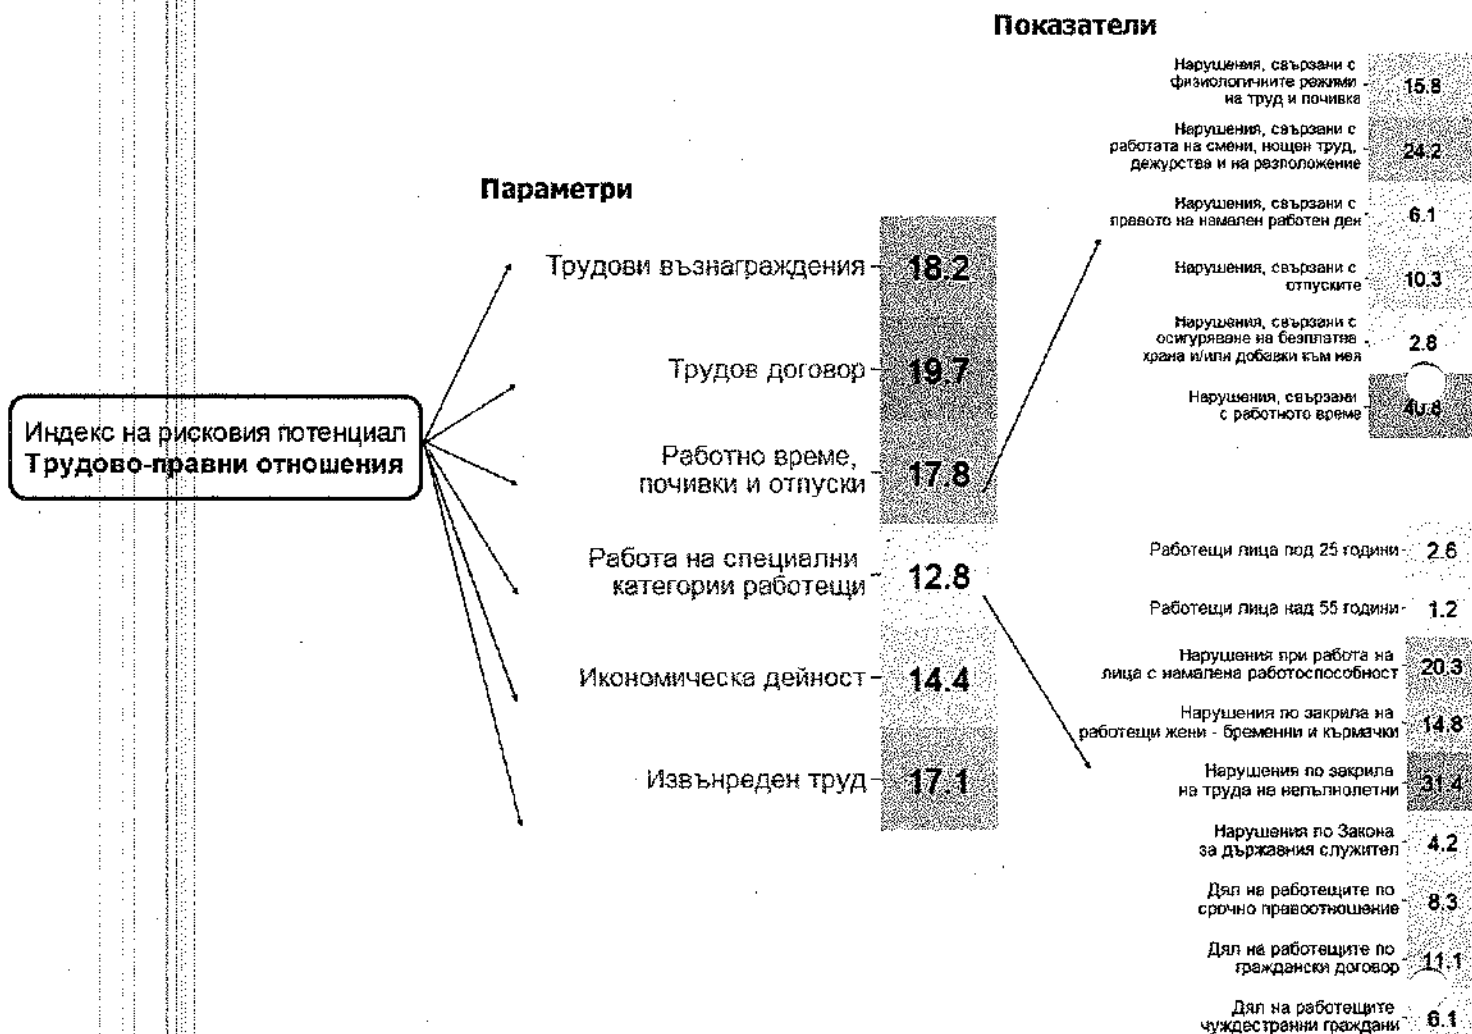 Показатели
Нарушения, свързани с
физиологичните режими
на труд и почивка
15.8
Нарушения, свързани с
работата на смени, нощен труд,
дежурства и на разположение
24.2
Нарушения, свързани с
правото на намален работен ден
6.1
Нарушения, свързани с
отпуските
10.3
Нарушения, свързани с
осигуряване на безплатна
храна и/или добавки към нея
2.8
Нарушения, свързани
с работното време
40.8
Параметри
Трудови възнаграждения
18.2
Трудов договор
19.7
Работно време,
почивки и отпуски
17.8
Работа на специални
категории работещи
12.8
Икономическа дейност
14.4
Извънреден труд
17.1
Индекс на рисковия потенциал
Трудово-правни отношения
Работещи лица под 25 години
2.6
Работещи лица над 55 години
1.2
Нарушения при работа на
лица с намалена работоспособност
20.3
Нарушения по закрила на
работещи жени - бременни и кърмачки
14.8
Нарушения по закрила
на труда на непълнолетни
31.4
Нарушения по Закона
за държавния служител
4.2
Дял на работещите по
срочно правоотношение
8.3
Дял на работещите по
граждански договор
11.1
Дял на работещите
чуждестранни граждани
6.1